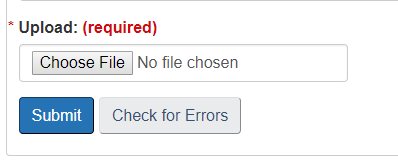 * Upload: (required)
Choose File No file chosen
Submit Check for Errors